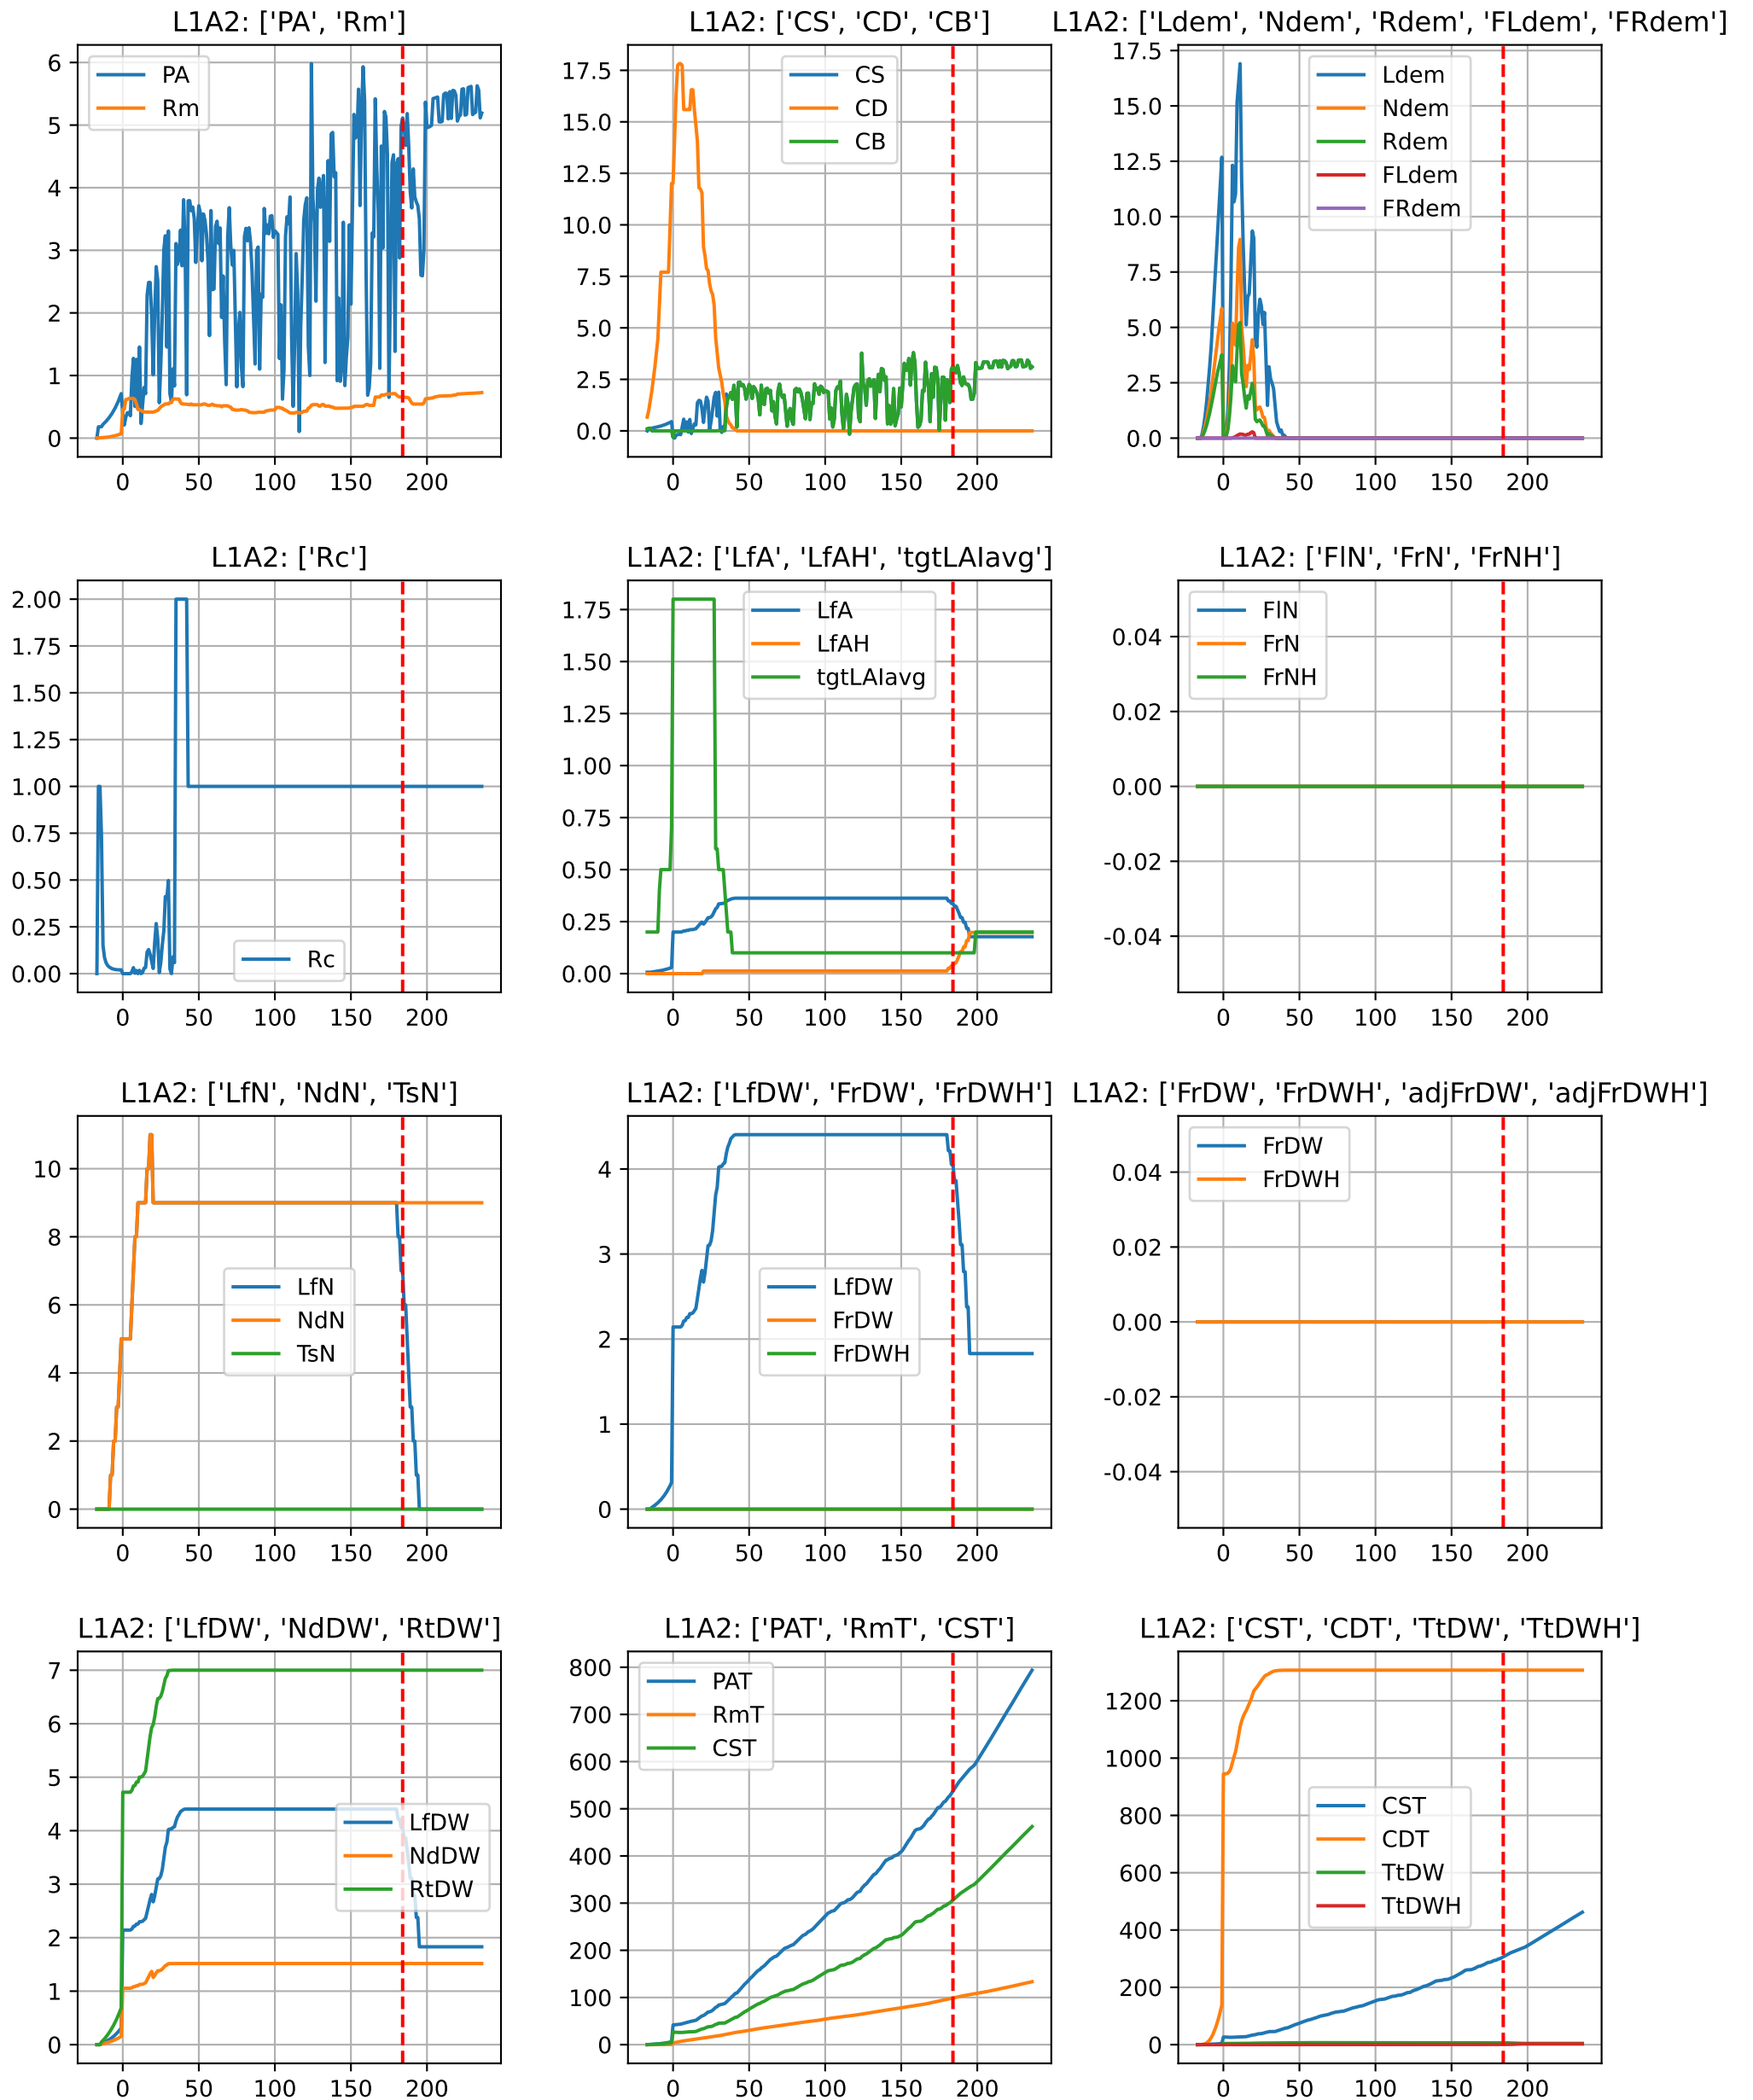 L1A2: ['PA', 'Rm']
6
5
4
3
2
1
0
PA
Rm
0 50 100 150 200
L1A2: ['CS', 'CD', 'CB']
17.5
15.0
12.5
10.0
7.5
5.0
2.5
0.0
CS
CD
CB
0 50 100 150 200
L1A2: ['Ldem', 'Ndem', 'Rdem', 'FLdem', 'FRdem']
17.5
15.0
12.5
10.0
7.5
5.0
2.5
0.0
Ldem
Ndem
Rdem
FLdem
FRdem
0 50 100 150 200
L1A2: ['Rc']
2.00
1.75
1.50
1.25
1.00
0.75
0.50
0.25
0.00
Rc
0 50 100 150 200
L1A2: ['LfA', 'LfAH', 'tgtLAIavg']
1.75
1.50
1.25
1.00
0.75
0.50
0.25
0.00
LfA
LfAH
tgtLAIavg
0 50 100 150 200
L1A2: ['FlN', 'FrN', 'FrNH']
0.04
0.02
0.00
-0.02
-0.04
FlN
FrN
FrNH
0 50 100 150 200
L1A2: ['LfN', 'NdN', 'TsN']
10
8
6
4
2
0
LfN
NdN
TsN
0 50 100 150 200
L1A2: ['LfDW', 'FrDW', 'FrDWH']
4
3
2
1
0
LfDW
FrDW
FrDWH
0 50 100 150 200
L1A2: ['FrDW', 'FrDWH', 'adjFrDW', 'adjFrDWH']
0.04
0.02
0.00
-0.02
-0.04
FrDW
FrDWH
0 50 100 150 200
L1A2: ['LfDW', 'NdDW', 'RtDW']
7
6
5
4
3
2
1
0
LfDW
NdDW
RtDW
0 50 100 150 200
L1A2: ['PAT', 'RmT', 'CST']
800
700
600
500
400
300
200
100
0
PAT
RmT
CST
0 50 100 150 200
L1A2: ['CST', 'CDT', 'TtDW', 'TtDWH']
1200
1000
800
600
400
200
0
CST
CDT
TtDW
TtDWH
0 50 100 150 200